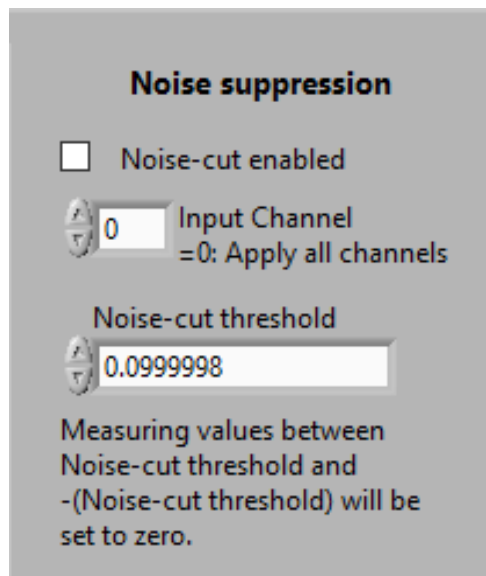 Noise suppression
Noise-cut enabled
0
Input Channel
=0: Apply all channels
Noise-cut threshold
0.0999998
Measuring values between
Noise-cut threshold and
-(Noise-cut threshold) will be
set to zero.